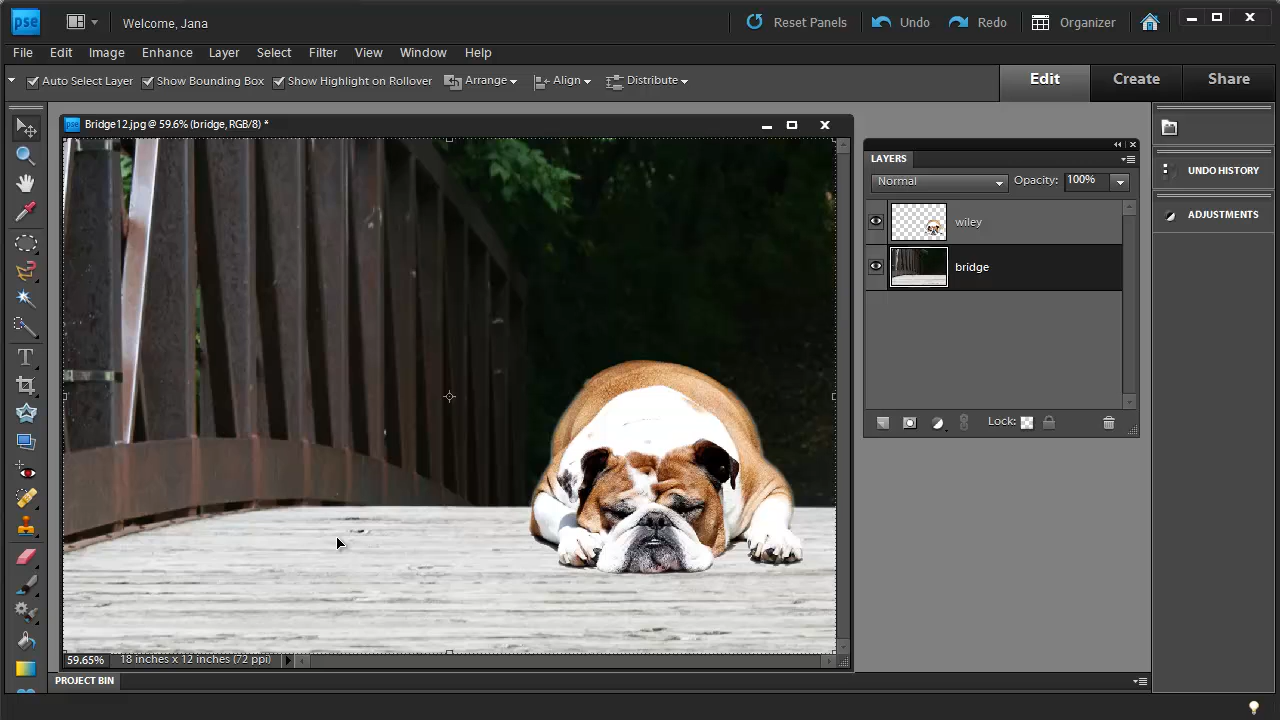 pse Welcome, Jana Reset Panels Undo Redo Organizer
File Edit Image Enhance Layer Select Filter View Window Help
Auto Select Layer Show Bounding Box Show Highlight on Rollover Arrange Align Distribute Edit Create Share
pse Bridge12.jpg @ 59.6% (bridge, RGB/8) *
LAYERS
Normal Opacity: 100%
wiley
bridge
Lock:
UNDO HISTORY
ADJUSTMENTS
T
59.65% 18 inches x 12 inches (72 ppi)
PROJECT BIN